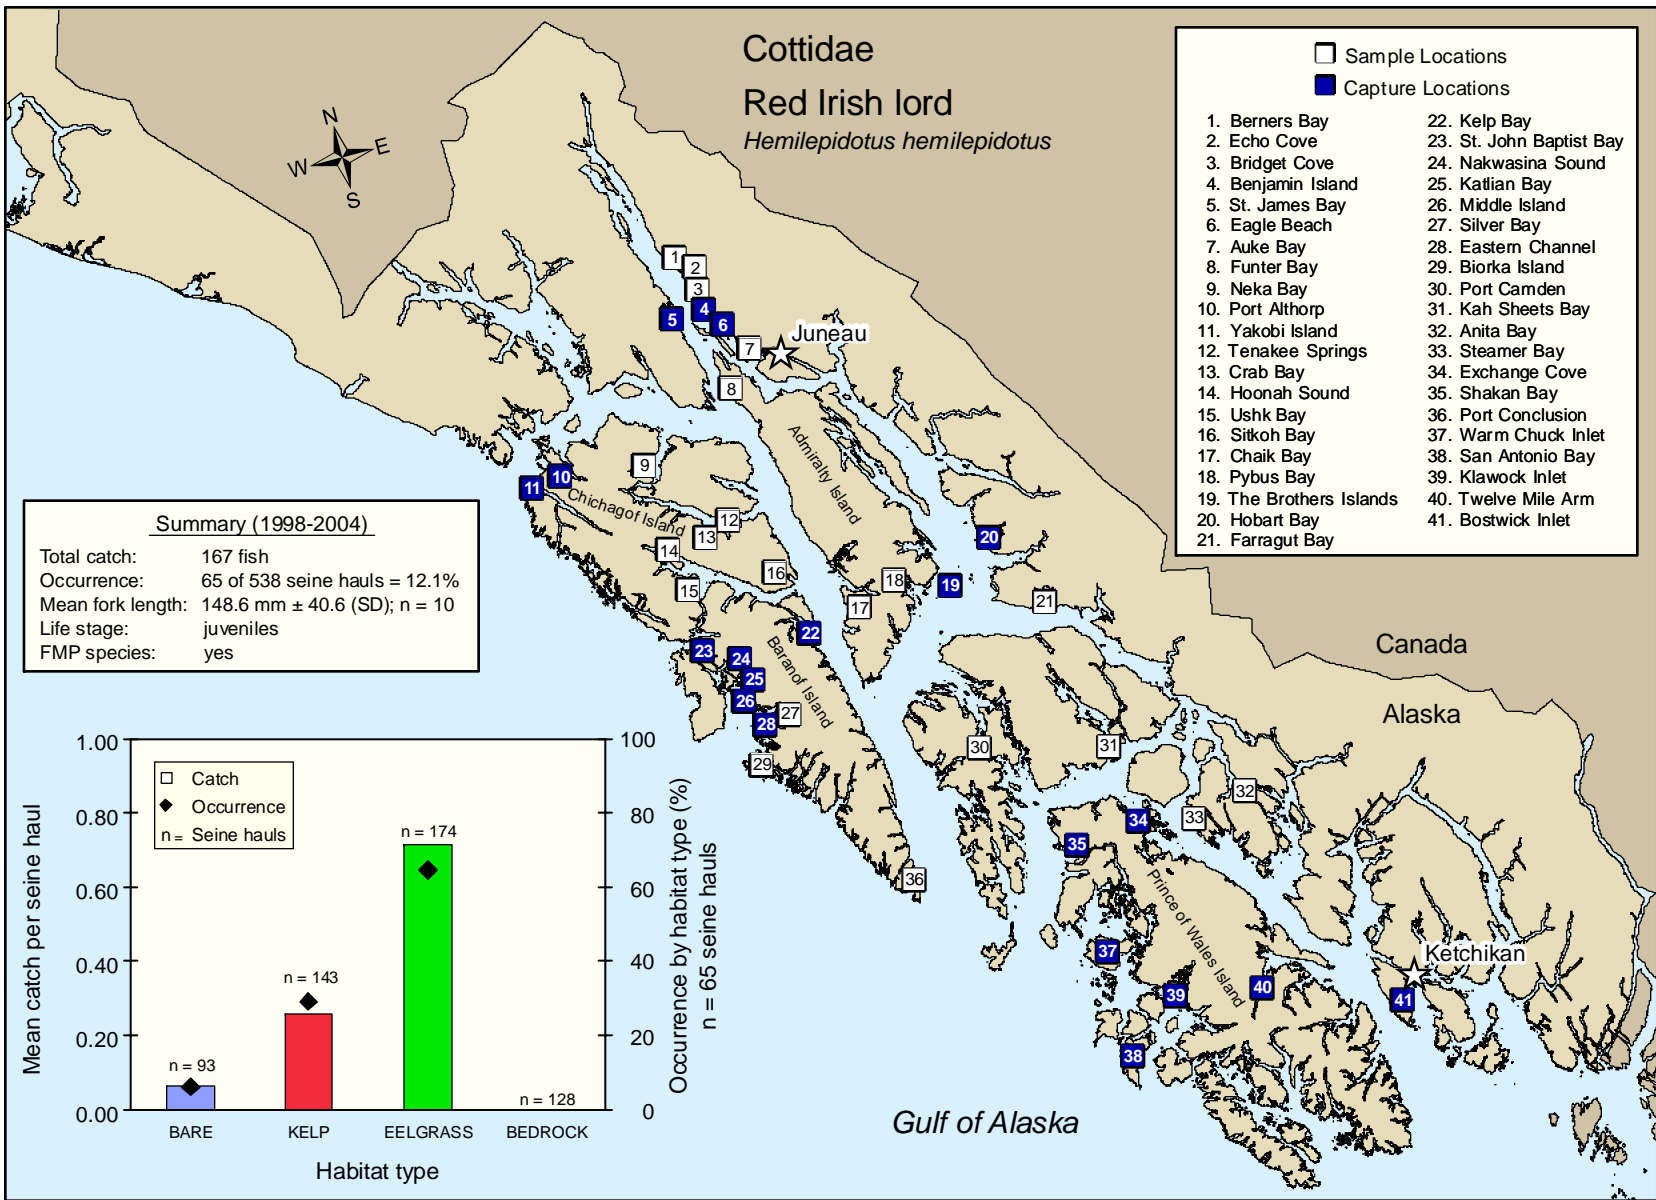 Cottidae
Red Irish lord
Hemilepidotus hemilepidotus
N
E
W
S
Sample Locations
Capture Locations
1. Berners Bay
2. Echo Cove
3. Bridget Cove
4. Benjamin Island
5. St. James Bay
6. Eagle Beach
7. Auke Bay
8. Funter Bay
9. Neka Bay
10. Port Althorp
11. Yakobi Island
12. Tenakee Springs
13. Crab Bay
14. Hoonah Sound
15. Ushk Bay
16. Sitkoh Bay
17. Chaik Bay
18. Pybus Bay
19. The Brothers Islands
20. Hobart Bay
21. Farragut Bay
22. Kelp Bay
23. St. John Baptist Bay
24. Nakwasina Sound
25. Katlian Bay
26. Middle Island
27. Silver Bay
28. Eastern Channel
29. Biorka Island
30. Port Camden
31. Kah Sheets Bay
32. Anita Bay
33. Steamer Bay
34. Exchange Cove
35. Shakan Bay
36. Port Conclusion
37. Warm Chuck Inlet
38. San Antonio Bay
39. Klawock Inlet
40. Twelve Mile Arm
41. Bostwick Inlet
1
2
3
4
5
6
7
Juneau
8
9
10
11
Chichagof Island
Admiralty Island
12
13
14
15
16
17
18
19
20
21
22
23
24
25
26
27
28
29
Baranof Island
30
31
32
33
34
35
36
37
38
39
40
41
Prince of Wales Island
Ketchikan
Canada
Alaska
Gulf of Alaska
Summary (1998-2004)
Total catch: 167 fish
Occurrence: 65 of 538 seine hauls = 12.1%
Mean fork length: 148.6 mm ± 40.6 (SD); n = 10
Life stage: juveniles
FMP species: yes
Mean catch per seine haul
1.00
0.80
0.60
0.40
0.20
0.00
Catch
Occurrence
n = Seine hauls
n = 93
n = 143
n = 174
n = 128
BARE
KELP
EELGRASS
BEDROCK
Habitat type
100
80
60
40
20
0
Occurrence by habitat type (%)
n = 65 seine hauls